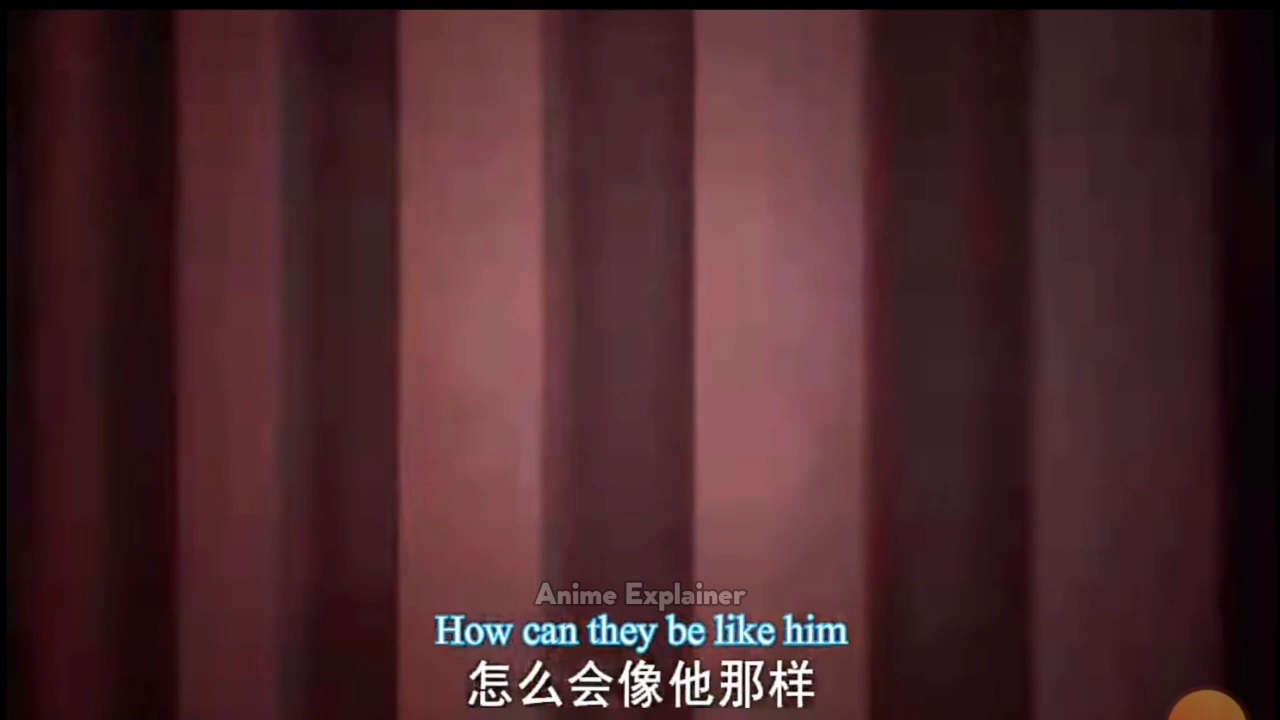 Anime Explainer
How can they be like him
怎么会像他那样